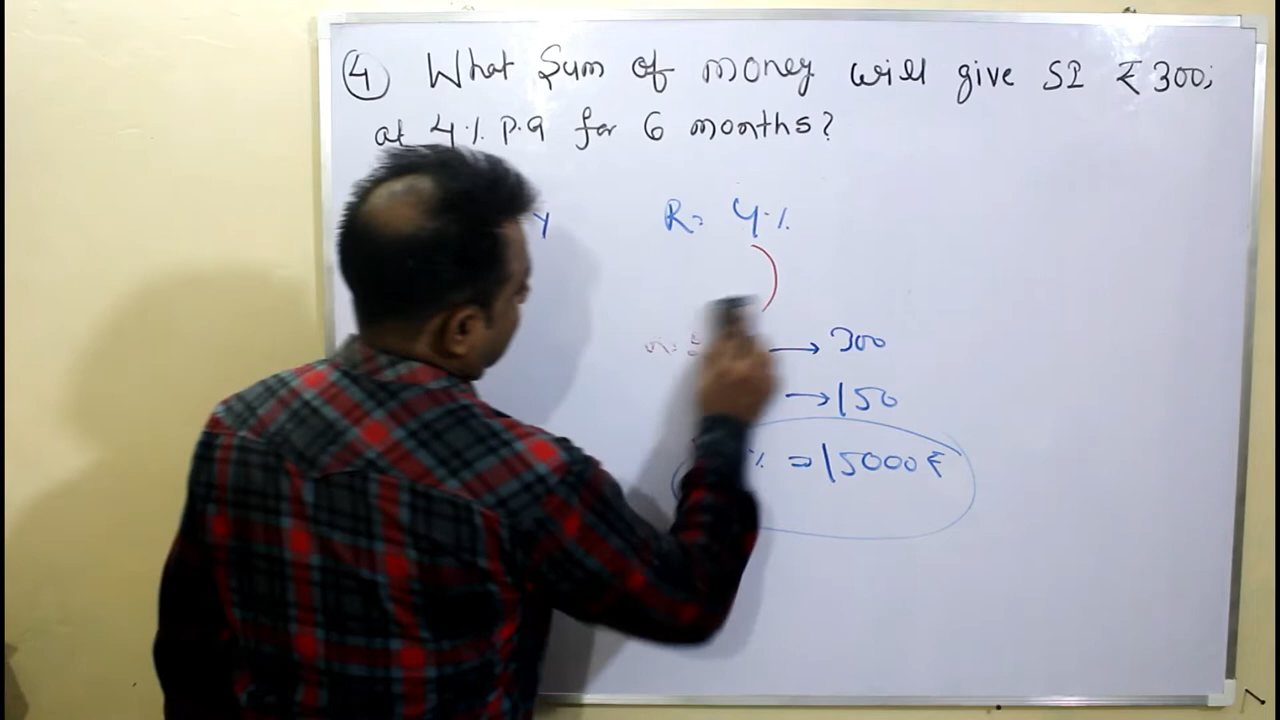 ④ What Sum of money will give SI ₹ 300,
at 4% P.a for 6 months?
Y R= 4%
→ 300
→ 150
% = 15000₹